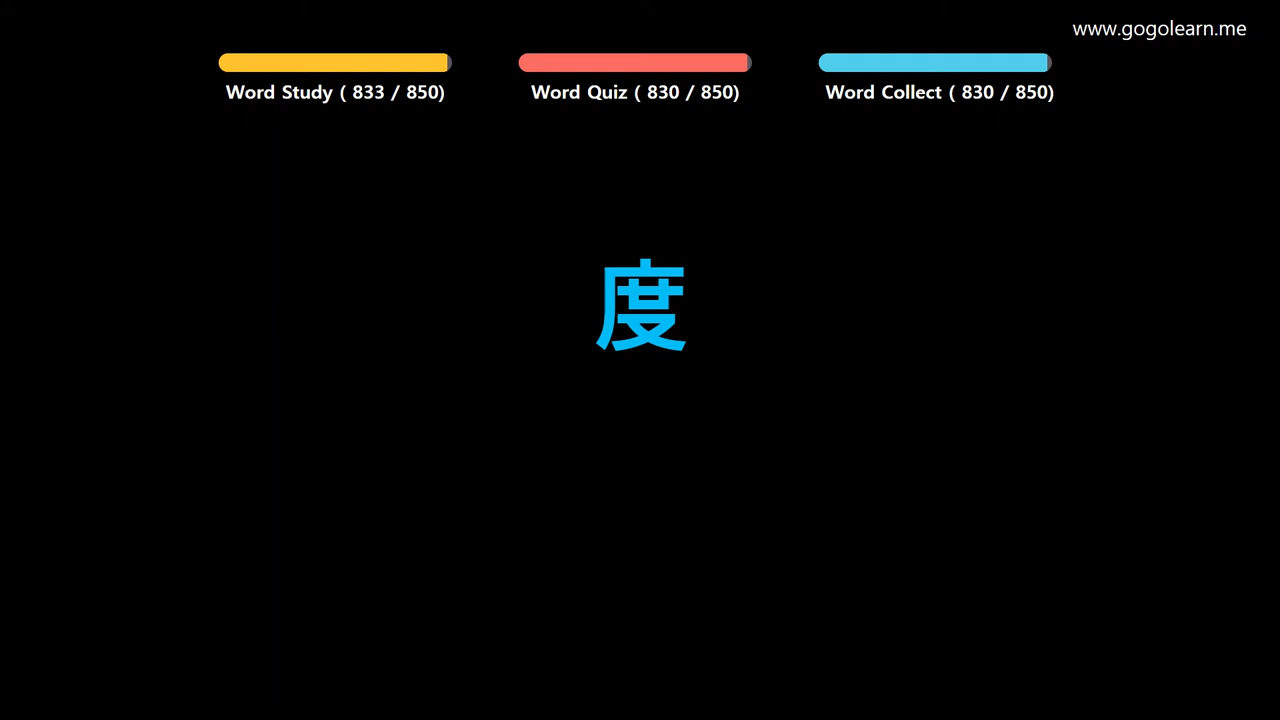 www.gogolearn.me
Word Study ( 833 / 850)
Word Quiz ( 830 / 850)
Word Collect ( 830 / 850)
度